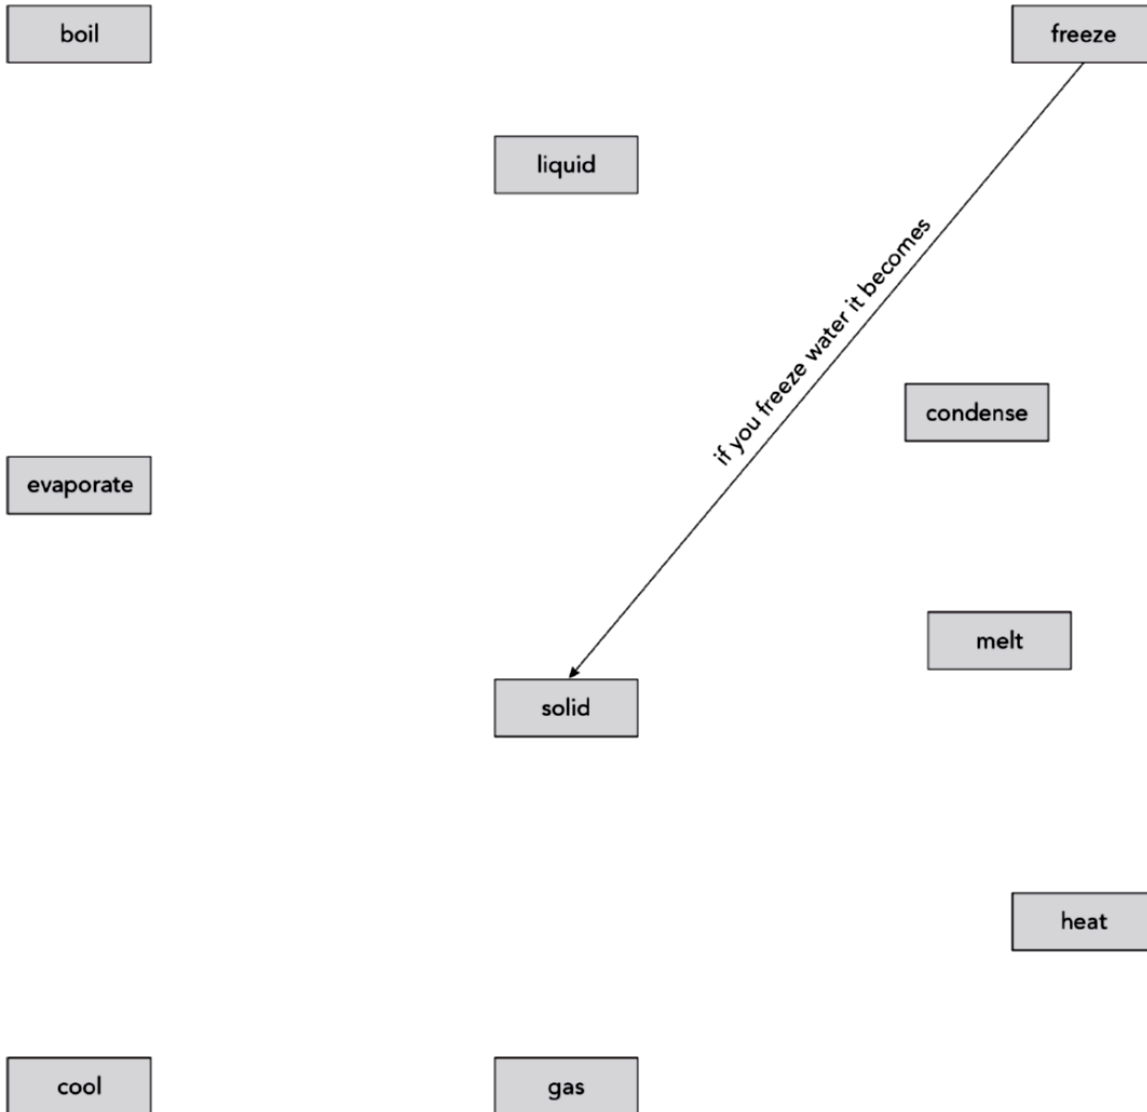 boil
freeze
liquid
if you freeze water it becomes
condense
evaporate
melt
solid
heat
cool
gas